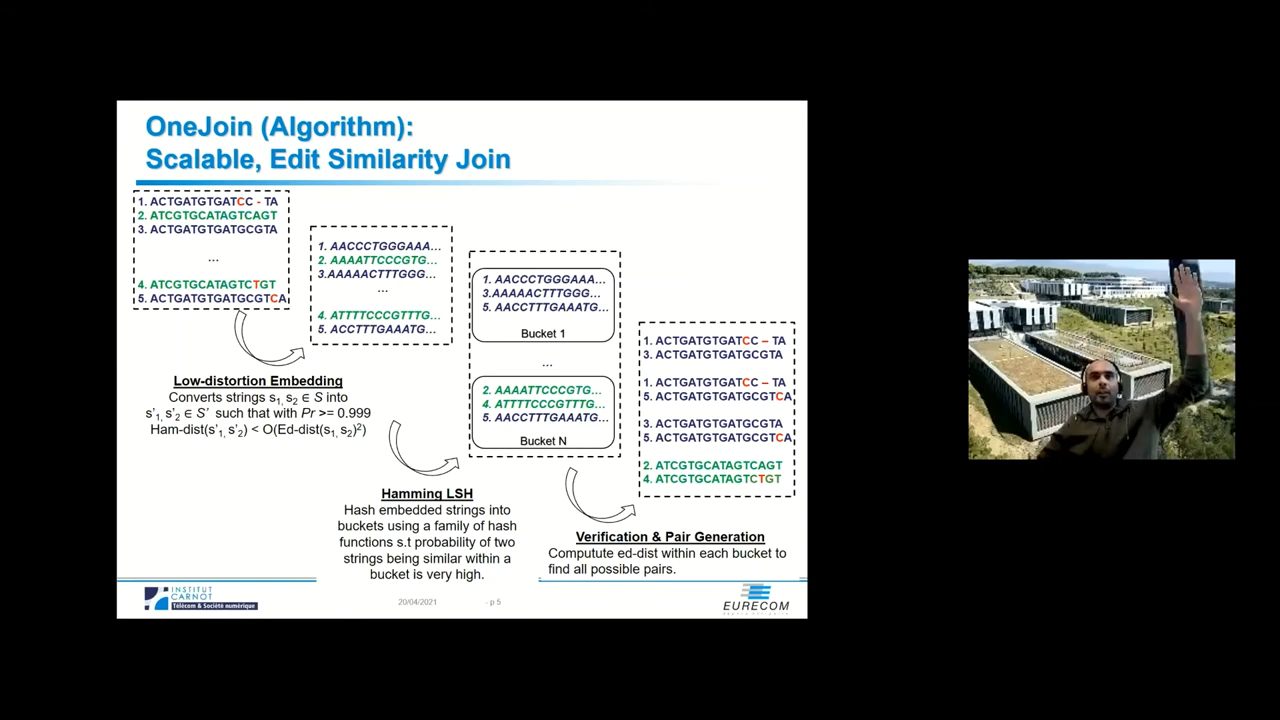 OneJoin (Algorithm):
Scalable, Edit Similarity Join
1. ACTGATGTGATCC - TA
2. ATCGTGCATAGTCAGT
3. ACTGATGTGATGCGTA
...
4. ATCGTGCATAGTCTGT
5. ACTGATGTGATGCGTCA
Low-distortion Embedding
Converts strings s1, s2 ∈ S into
s'1, s'2 ∈ S' such that with Pr >= 0.999
Ham-dist(s'1, s'2) < O(Ed-dist(s1, s2)2)
1. AACCCTGGGAAA...
2. AAAATTCCCGTG...
3.AAAAACTTTGGG...
...
4. ATTTTCCCGTTTG...
5. ACCTTTGAAATG...
Hamming LSH
Hash embedded strings into
buckets using a family of hash
functions s.t probability of two
strings being similar within a
bucket is very high.
1. AACCCTGGGAAA...
3.AAAAACTTTGGG...
5. AACCTTTGAAATG...
Bucket 1
...
2. AAAATTCCCGTG...
4. ATTTTCCCGTTTG...
5. AACCTTTGAAATG...
Bucket N
1. ACTGATGTGATCC – TA
3. ACTGATGTGATGCGTA
1. ACTGATGTGATCC – TA
5. ACTGATGTGATGCGTCA
3. ACTGATGTGATGCGTA
5. ACTGATGTGATGCGTCA
2. ATCGTGCATAGTCAGT
4. ATCGTGCATAGTCTGT
Verification & Pair Generation
Computute ed-dist within each bucket to
find all possible pairs.
INSTITUT
CARNOT
Télécom & Société numérique
20/04/2021
- p 5
EURECOM